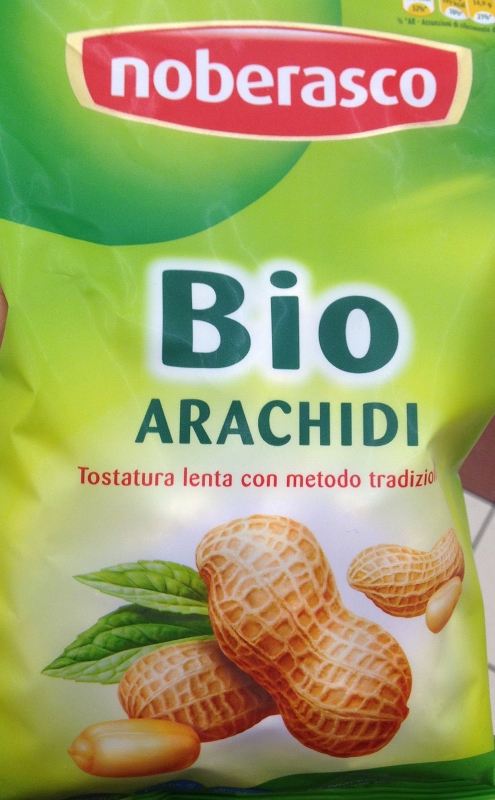 noberasco
Bio
ARACHIDI
Tostatura lenta con metodo